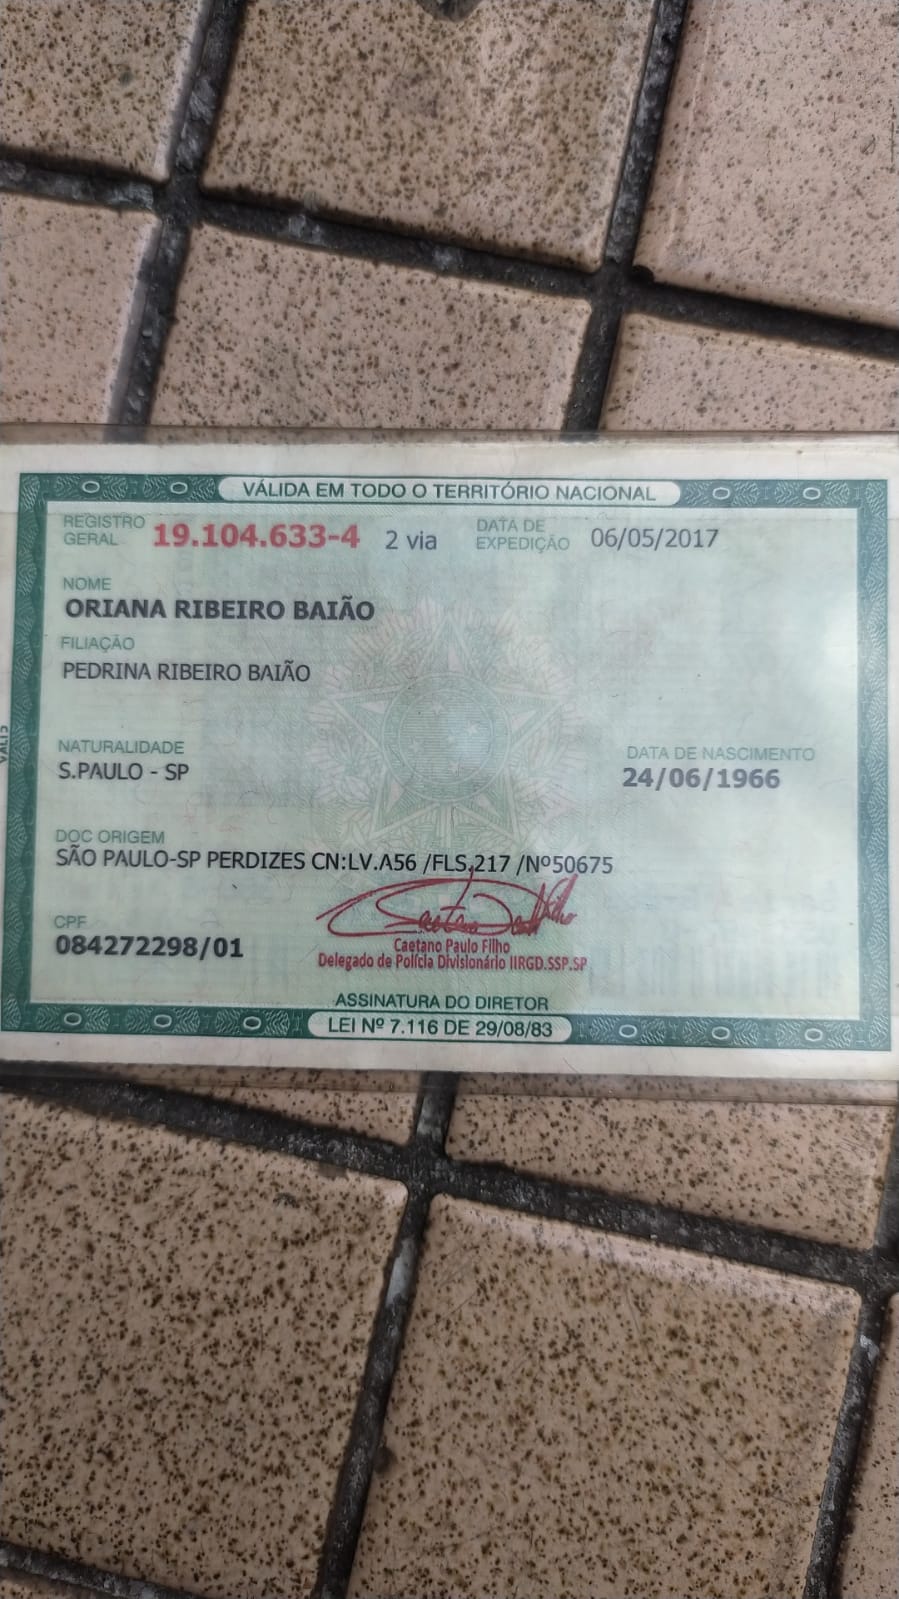 VÁLIDA EM TODO O TERRITÓRIO NACIONAL
REGISTRO GERAL 19.104.633-4 2 via DATA DE EXPEDIÇÃO 06/05/2017
NOME
ORIANA RIBEIRO BAIÃO
FILIAÇÃO
PEDRINA RIBEIRO BAIÃO
NATURALIDADE
S.PAULO - SP
DATA DE NASCIMENTO
24/06/1966
DOC ORIGEM
SÃO PAULO-SP PERDIZES CN:LV.A56 /FLS.217 /Nº50675
CPF
084272298/01
Caetano Paulo Filho
Delegado de Polícia Divisionário IIRGD.SSP.SP
ASSINATURA DO DIRETOR
LEI Nº 7.116 DE 29/08/83